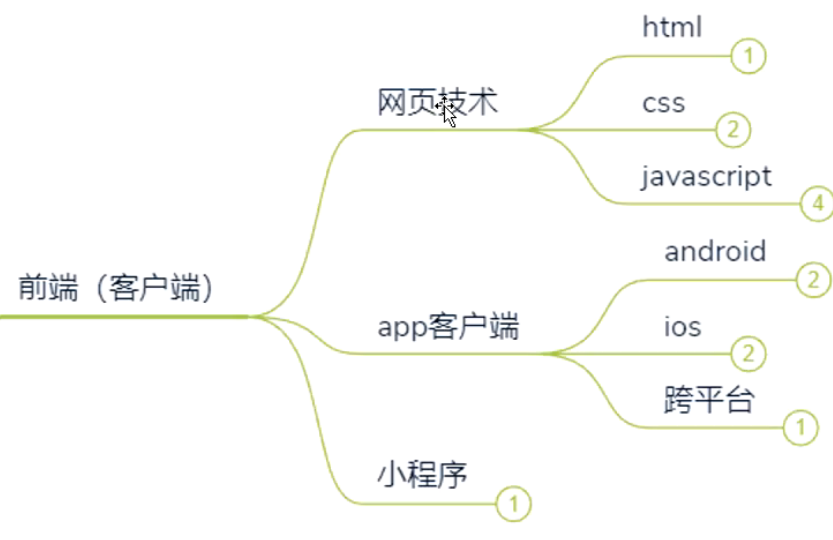 前端（客户端）
网页技术
html
1
css
2
javascript
4
app客户端
android
2
ios
2
跨平台
1
小程序
1